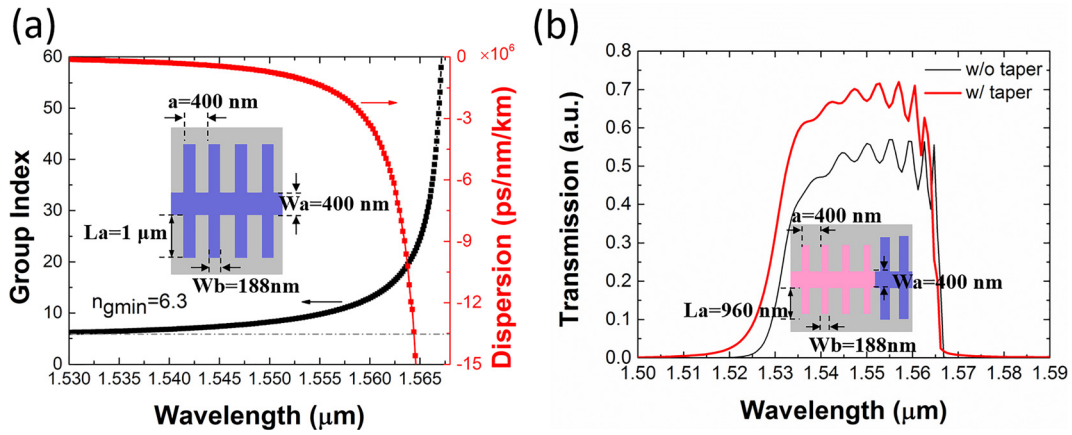 (a)
60
50
40
30
20
10
0
Group Index
a=400 nm
Wa=400 nm
La=1 μm
Wb=188nm
ngmin=6.3
1.530 1.535 1.540 1.545 1.550 1.555 1.560 1.565
Wavelength (μm)
×10⁶
0
-3
-6
-9
-10
-13
-15
Dispersion (ps/nm/km)
(b)
0.8
0.7
0.6
0.5
0.4
0.3
0.2
0.1
0.0
Transmission (a.u.)
w/o taper
w/ taper
a=400 nm
Wa=400 nm
La=960 nm
Wb=188nm
1.50 1.51 1.52 1.53 1.54 1.55 1.56 1.57 1.58 1.59
Wavelength (μm)